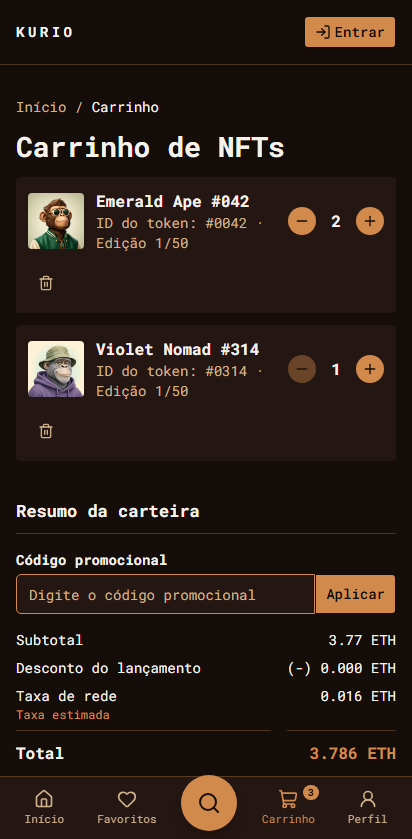 KURIO
Entrar
Início / Carrinho
Carrinho de NFTs
Emerald Ape #042
ID do token: #0042 ·
Edição 1/50
2
Violet Nomad #314
ID do token: #0314 ·
Edição 1/50
1
Resumo da carteira
Código promocional
Digite o código promocional
Aplicar
Subtotal 3.77 ETH
Desconto do lançamento (-) 0.000 ETH
Taxa de rede 0.016 ETH
Taxa estimada
Total 3.786 ETH
3
Início Favoritos Carrinho Perfil